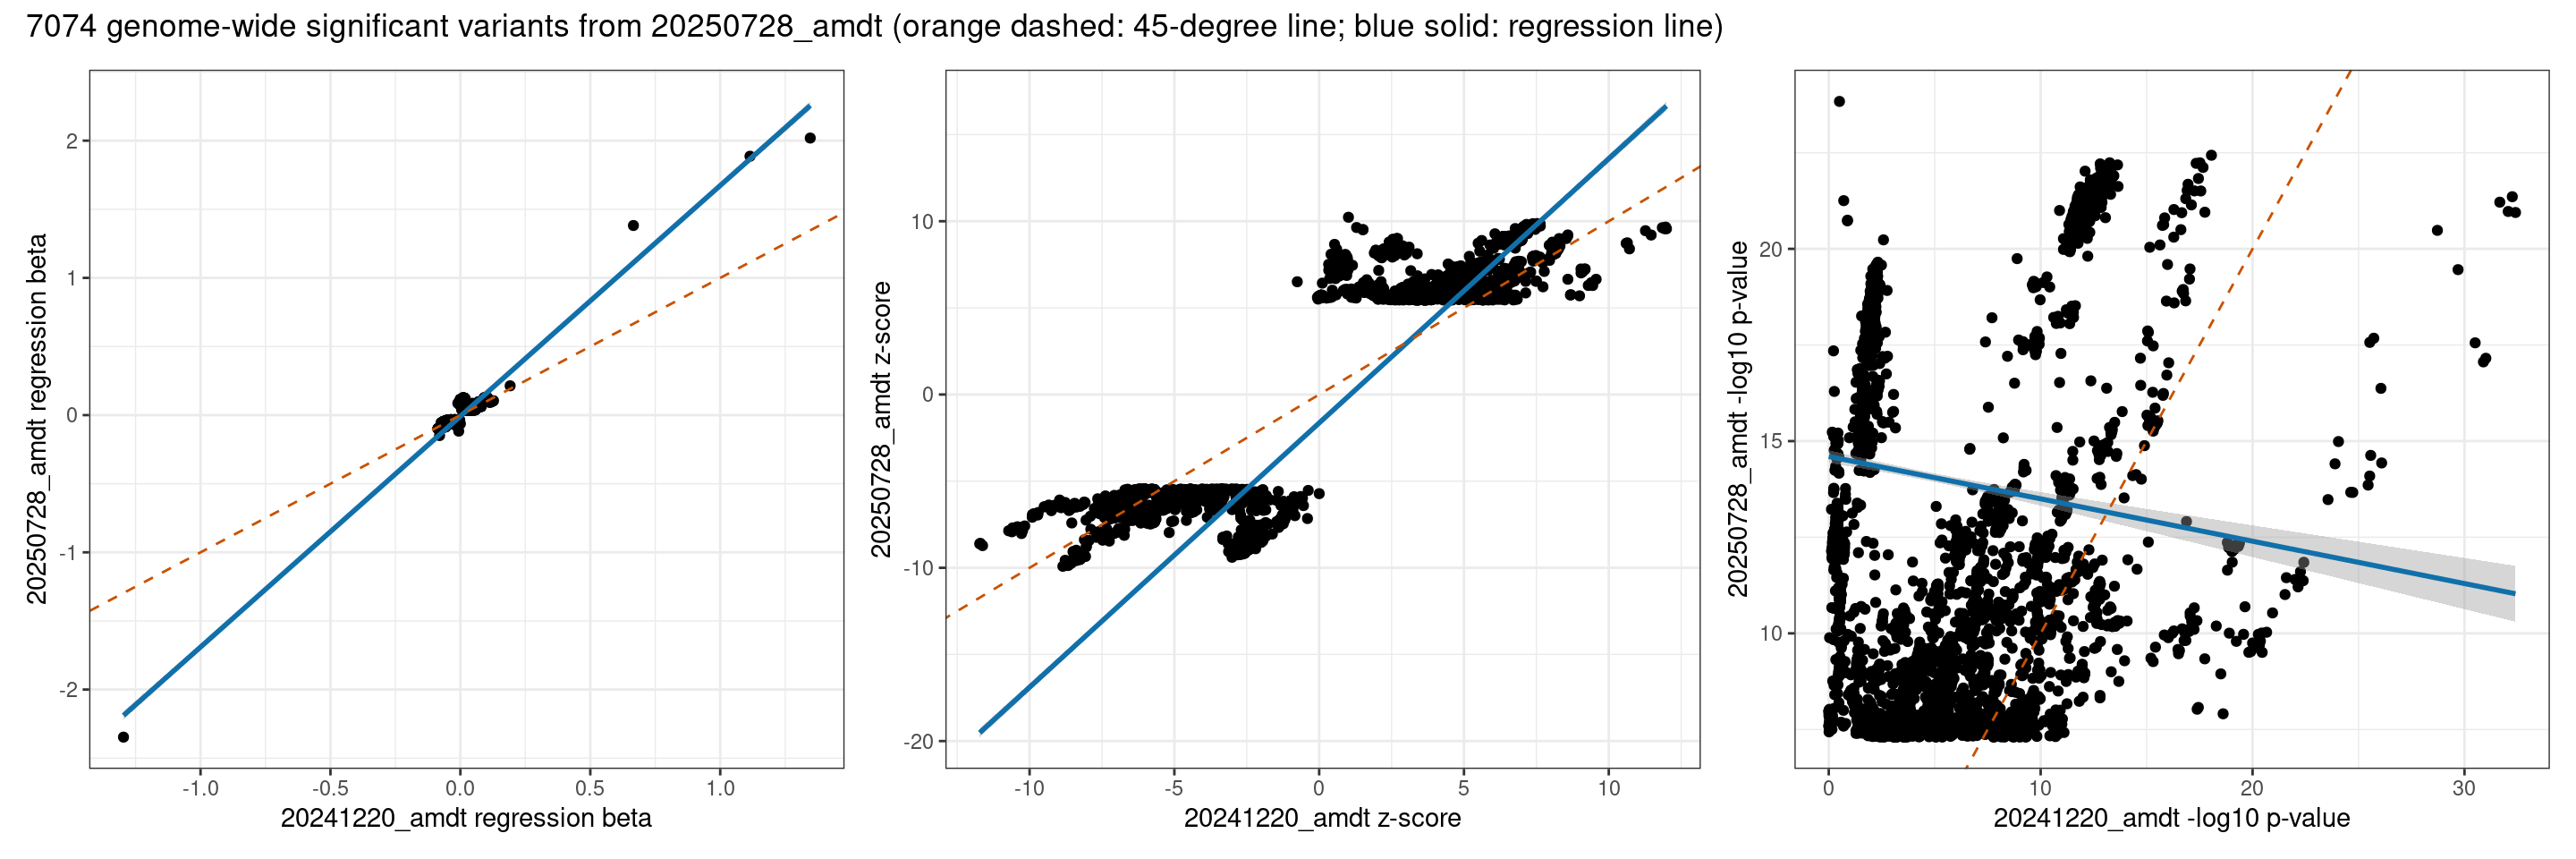 7074 genome-wide significant variants from 20250728_amdt (orange dashed: 45-degree line; blue solid: regression line)
20250728_amdt regression beta
2
1
0
-1
-2
-1.0 -0.5 0.0 0.5 1.0
20241220_amdt regression beta
20250728_amdt z-score
10
0
-10
-20
-10 -5 0 5 10
20241220_amdt z-score
20250728_amdt -log10 p-value
20
15
10
0 10 20 30
20241220_amdt -log10 p-value